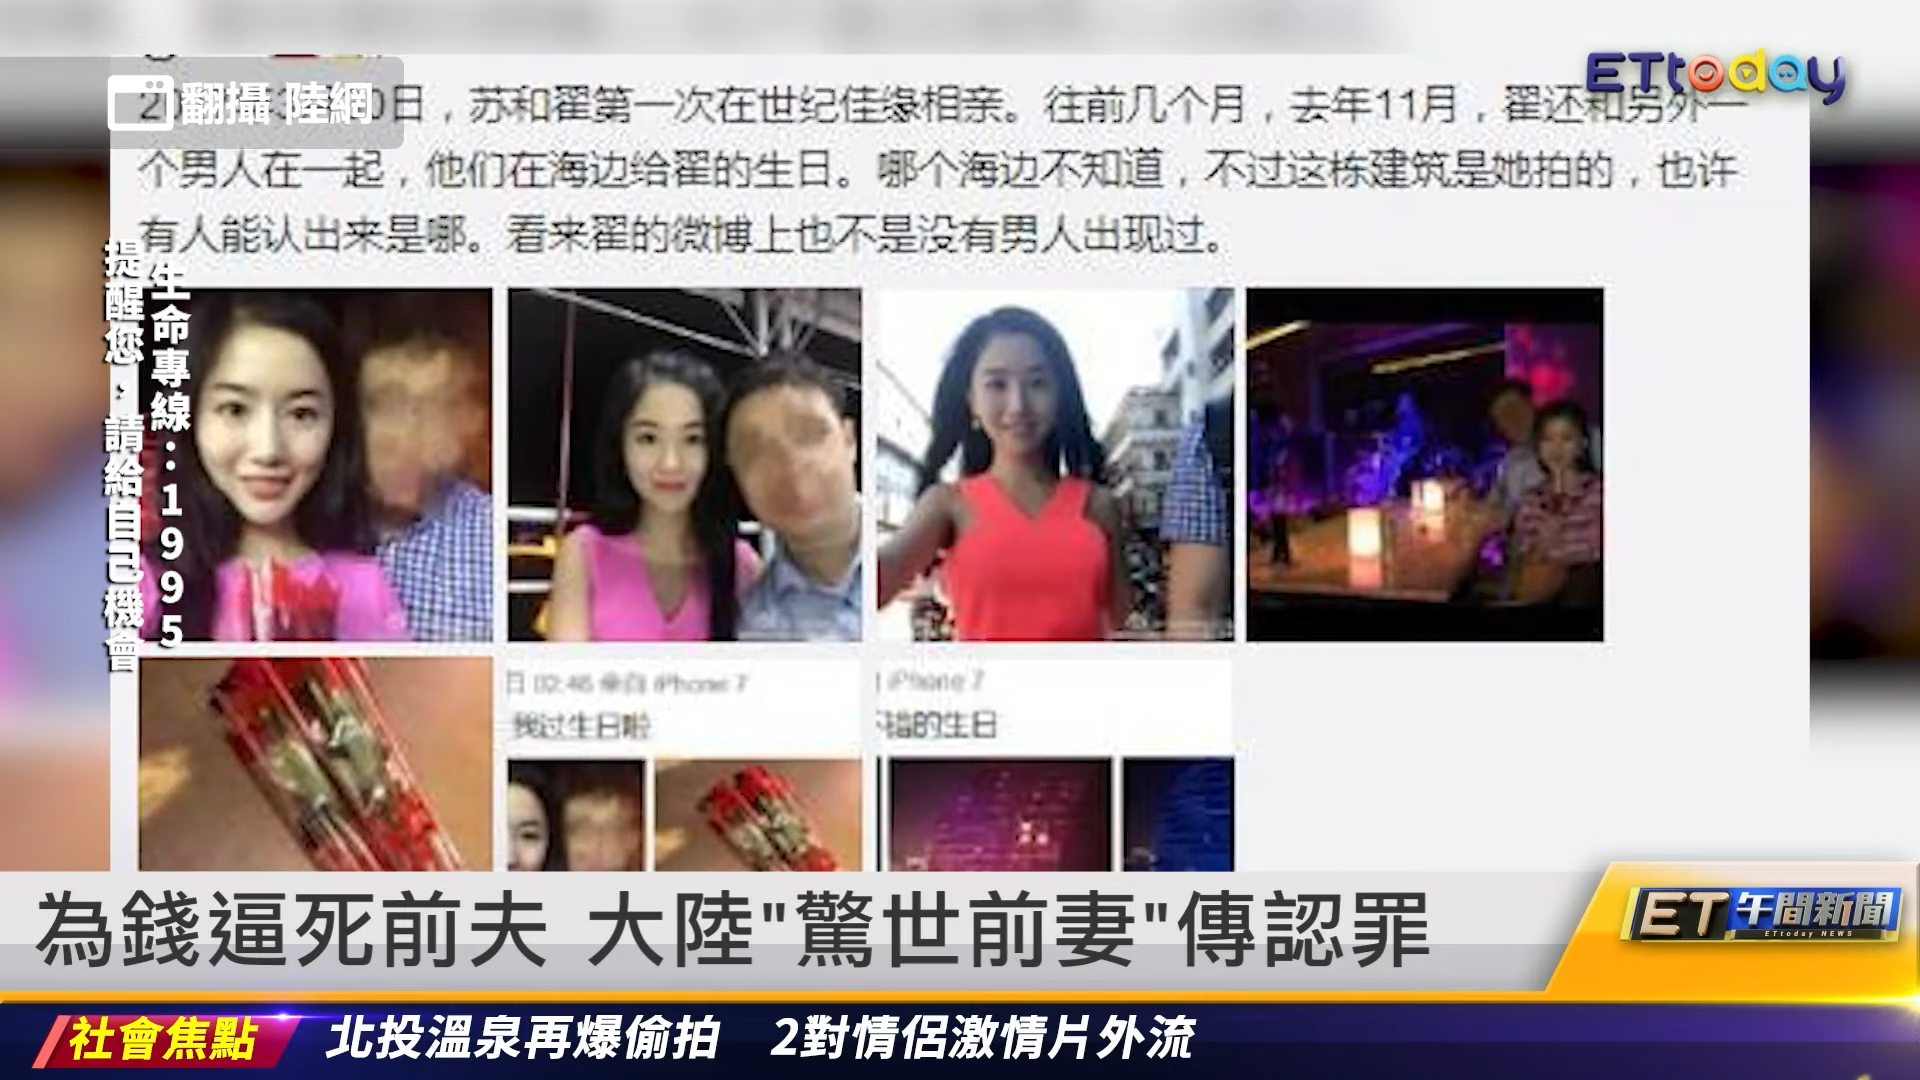 ETtoday
翻攝 陸網
日，苏和翟第一次在世纪佳缘相亲。往前几个月，去年11月，翟还和另外一
个男人在一起，他们在海边给翟的生日。哪个海边不知道，不过这栋建筑是她拍的，也许
有人能认出来是哪。看来翟的微博上也不是没有男人出现过。
生命專線：1995
提醒您，請給自己機會
日 02:46 来自 iPhone 7
我过生日啦
iPhone 7
错的生日
為錢逼死前夫 大陸"驚世前妻"傳認罪
ET午間新聞
ETtoday NEWS
社會焦點
北投溫泉再爆偷拍 2對情侶激情片外流